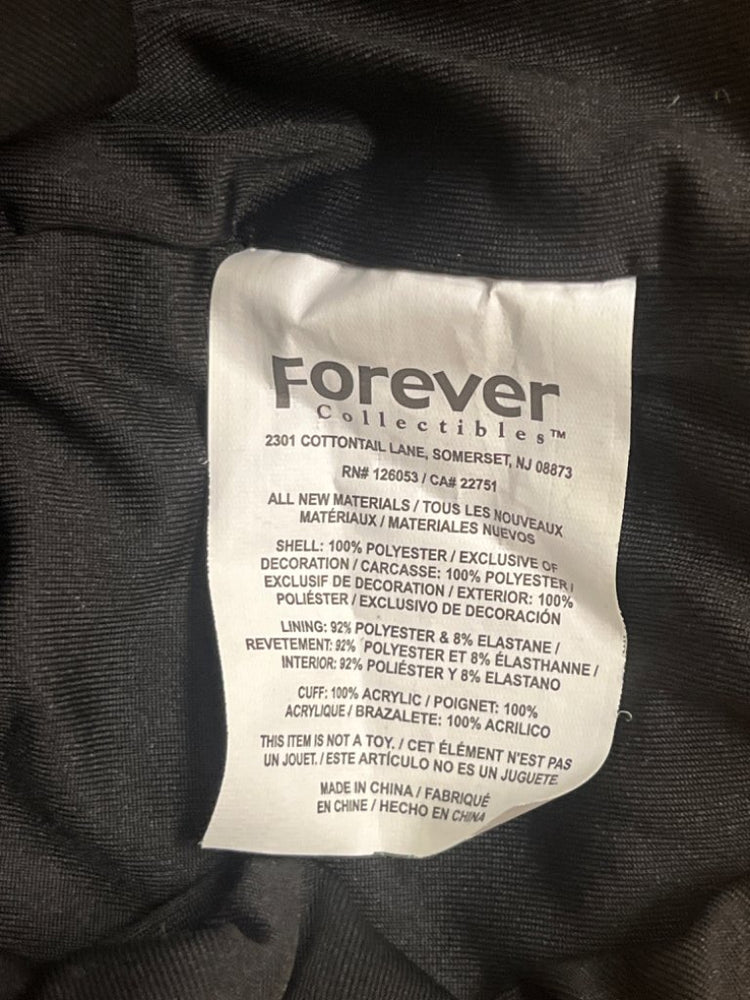 Forever
Collectibles™
2301 COTTONTAIL LANE, SOMERSET, NJ 08873
RN# 126053 / CA# 22751
ALL NEW MATERIALS / TOUS LES NOUVEAUX
MATÉRIAUX / MATERIALES NUEVOS
SHELL: 100% POLYESTER / EXCLUSIVE OF
DECORATION / CARCASSE: 100% POLYESTER /
EXCLUSIF DE DECORATION / EXTERIOR: 100%
POLIÉSTER / EXCLUSIVO DE DECORACIÓN
LINING: 92% POLYESTER & 8% ELASTANE /
REVETEMENT: 92% POLYESTER ET 8% ÉLASTHANNE /
INTERIOR: 92% POLIÉSTER Y 8% ELASTANO
CUFF: 100% ACRYLIC / POIGNET: 100%
ACRYLIQUE / BRAZALETE: 100% ACRILICO
THIS ITEM IS NOT A TOY. / CET ÉLÉMENT N'EST PAS
UN JOUET. / ESTE ARTÍCULO NO ES UN JUGUETE.
MADE IN CHINA / FABRIQUÉ
EN CHINE / HECHO EN CHINA